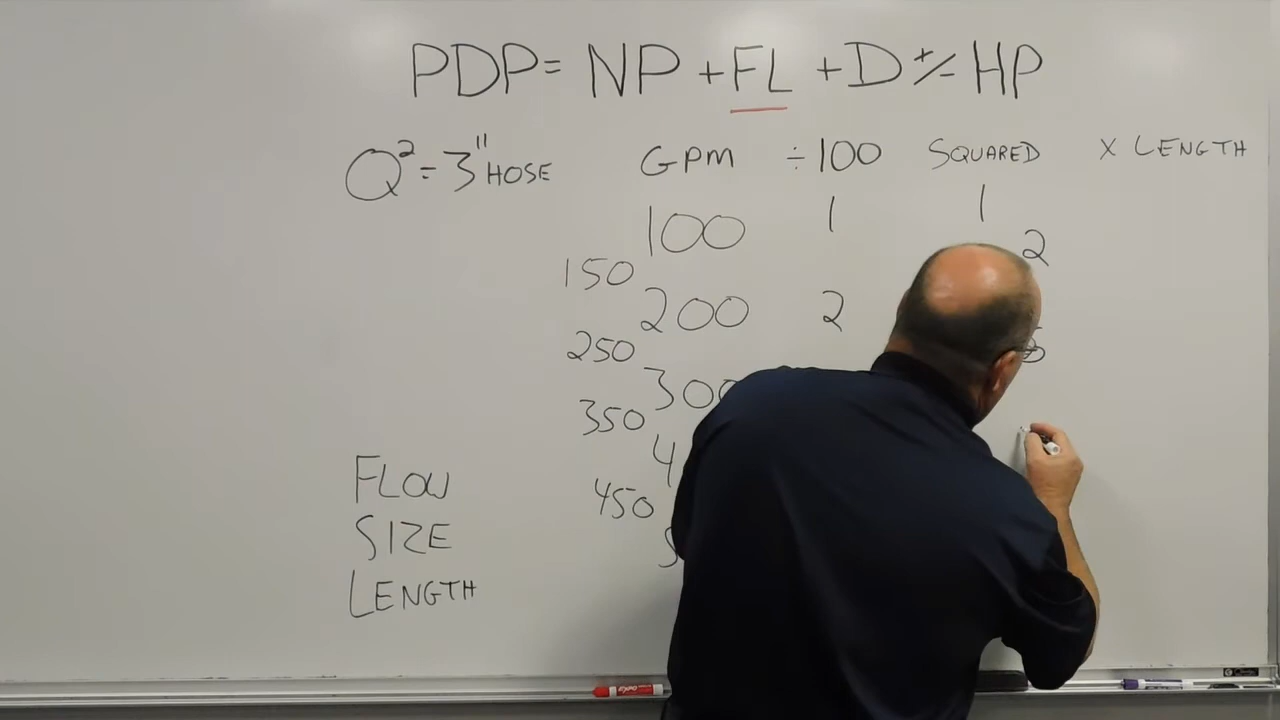 PDP = NP + FL + D +/- HP
Q² = 3" HOSE
GPM ÷100 SQUARED X LENGTH
100 1 1
2
150
200 2
250
300
350
FLOW
450
SIZE
LENGTH
EXPO